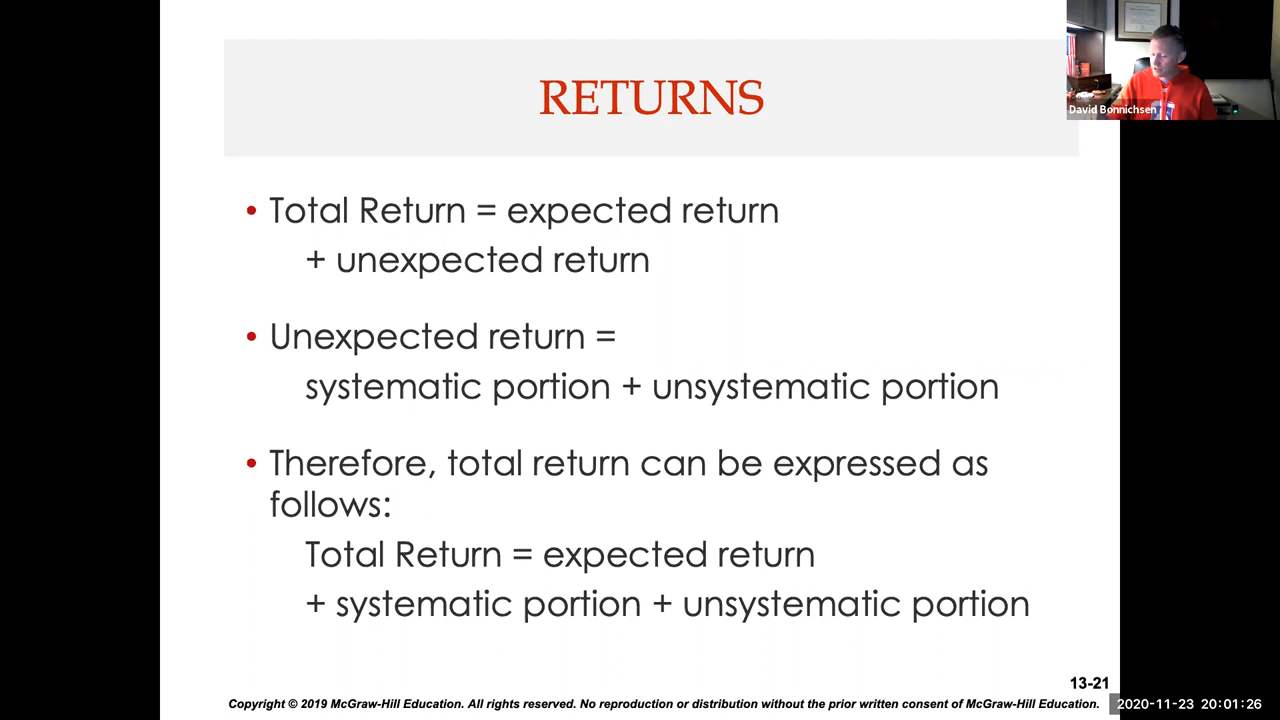 RETURNS
David Bonnichsen
• Total Return = expected return
+ unexpected return
• Unexpected return =
systematic portion + unsystematic portion
• Therefore, total return can be expressed as
follows:
Total Return = expected return
+ systematic portion + unsystematic portion
13-21
Copyright © 2019 McGraw-Hill Education. All rights reserved. No reproduction or distribution without the prior written consent of McGraw-Hill Education.
2020-11-23 20:01:26